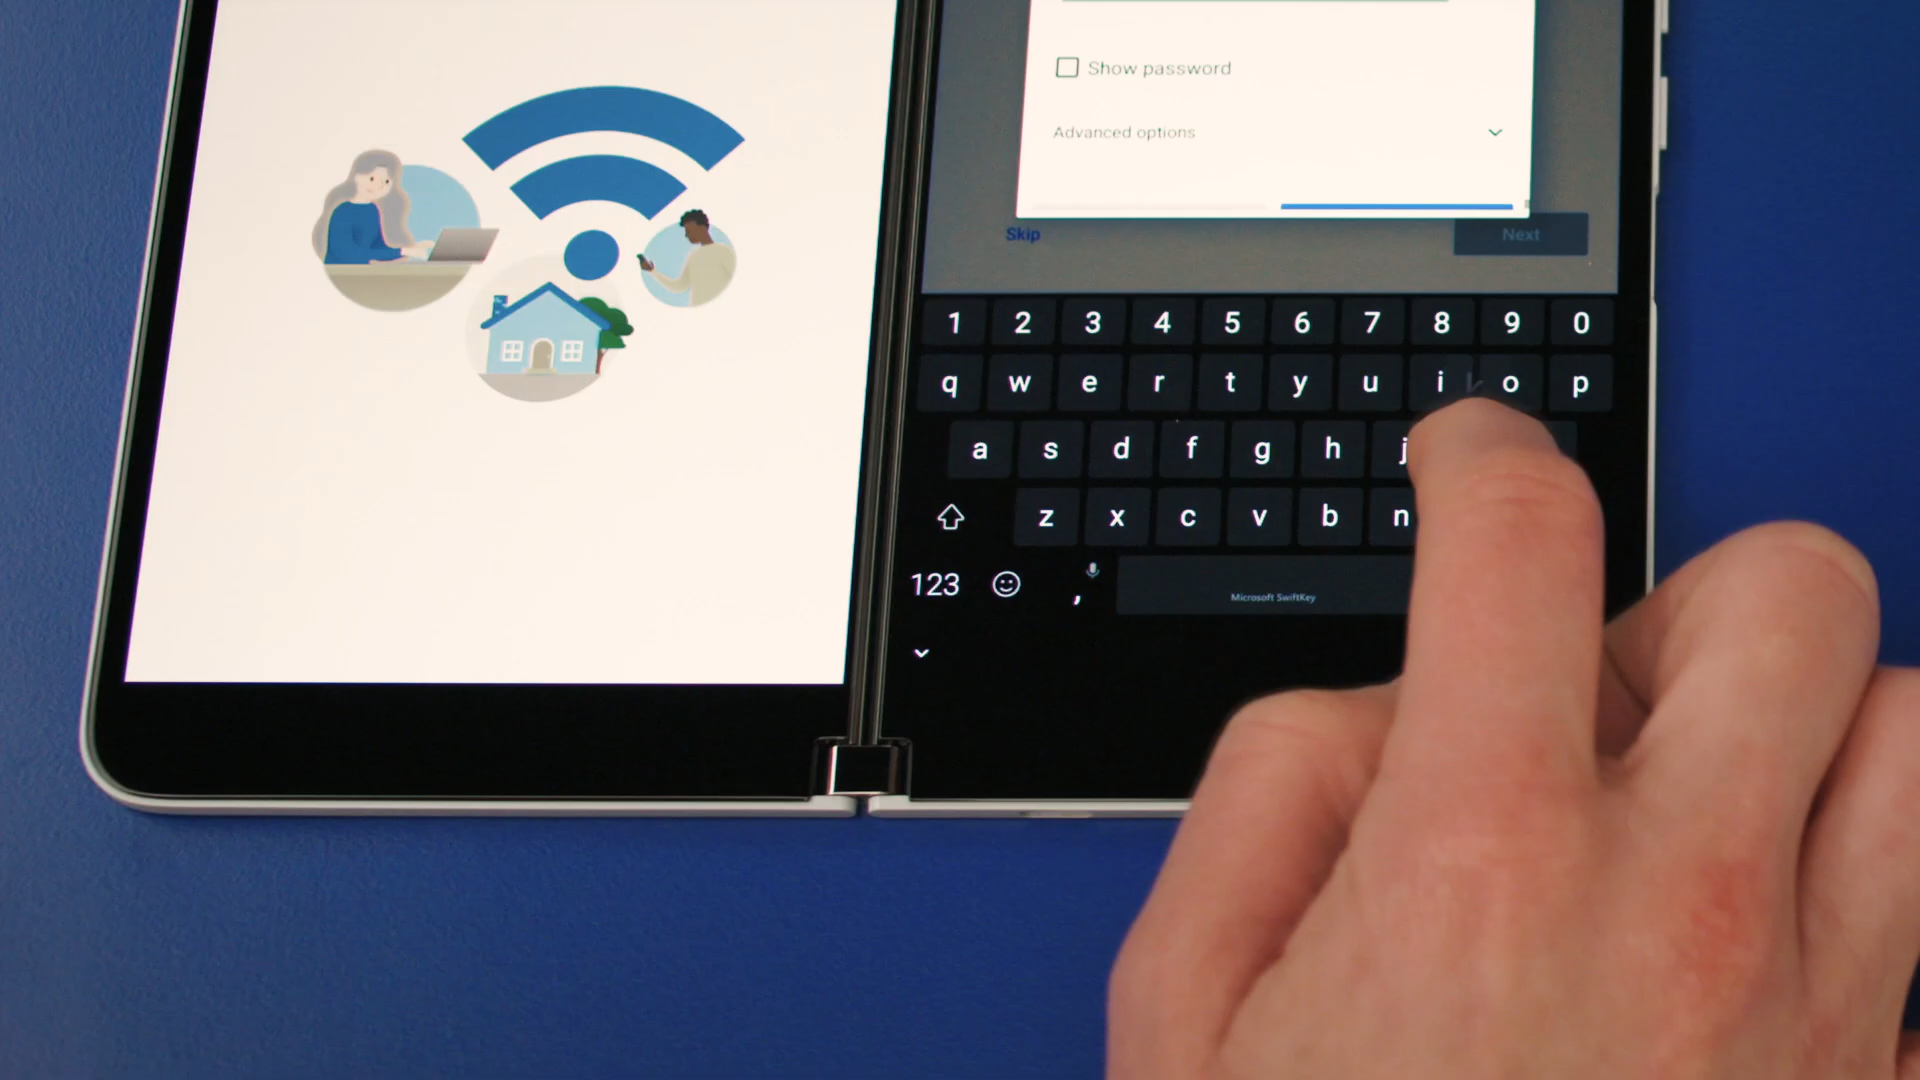 Show password
Advanced options
Skip
Next
1 2 3 4 5 6 7 8 9 0
q w e r t y u i o p
a s d f g h j
z x c v b n
123 ,
Microsoft SwiftKey